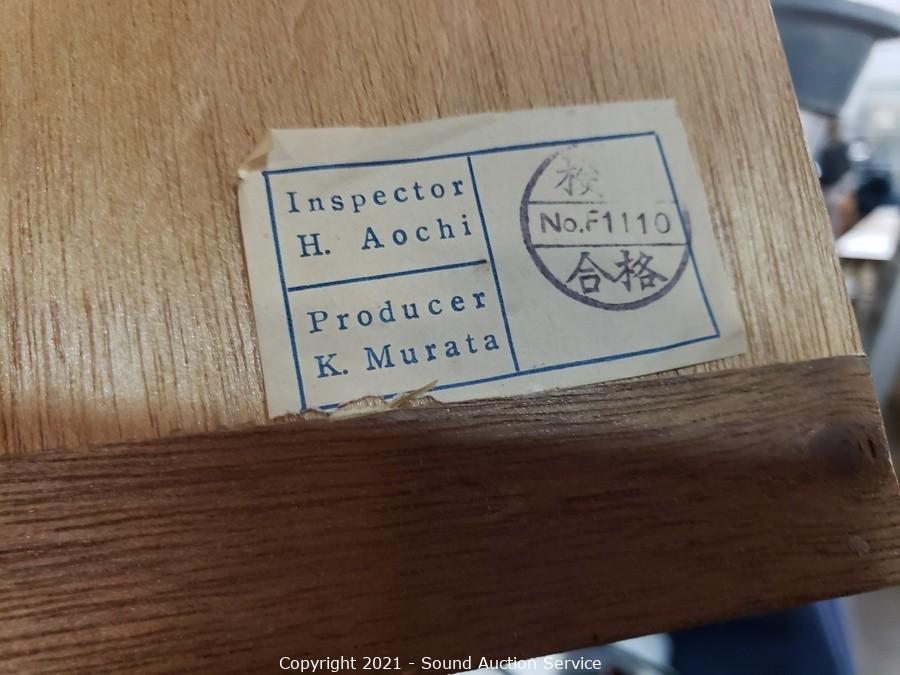 Inspector
H. Aochi
Producer
K. Murata
検
No.F1110
合格
Copyright 2021 - Sound Auction Service